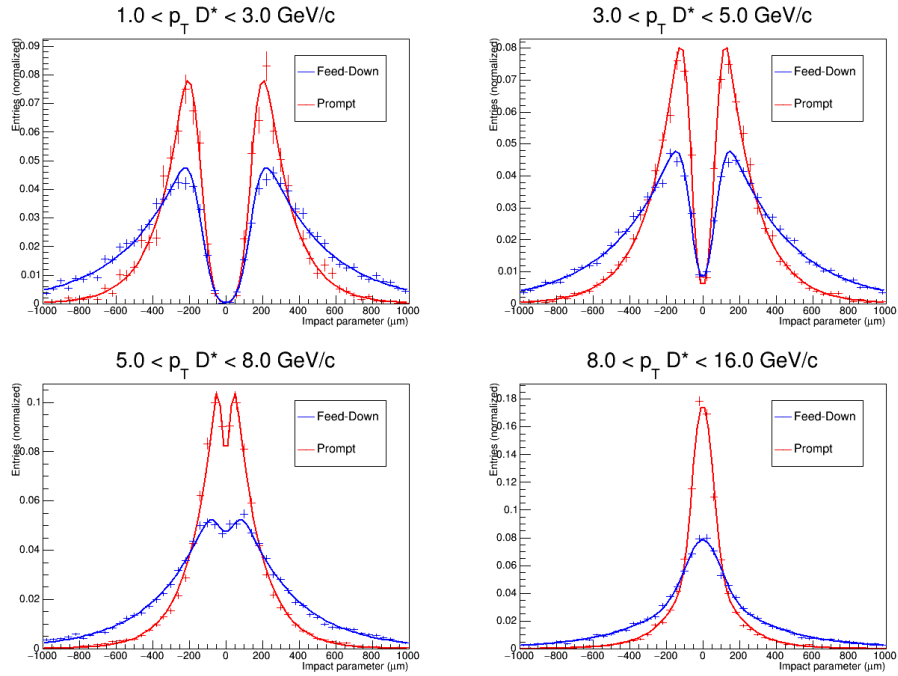 1.0 < p_T D* < 3.0 GeV/c
Entries (normalized)
0.09
0.08
0.07
0.06
0.05
0.04
0.03
0.02
0.01
0
Feed-Down
Prompt
−1000 −800 −600 −400 −200 0 200 400 600 800 1000
Impact parameter (μm)
3.0 < p_T D* < 5.0 GeV/c
Entries (normalized)
0.08
0.07
0.06
0.05
0.04
0.03
0.02
0.01
0
Feed-Down
Prompt
−1000 −800 −600 −400 −200 0 200 400 600 800 1000
Impact parameter (μm)
5.0 < p_T D* < 8.0 GeV/c
Entries (normalized)
0.1
0.08
0.06
0.04
0.02
0
Feed-Down
Prompt
−1000 −800 −600 −400 −200 0 200 400 600 800 1000
Impact parameter (μm)
8.0 < p_T D* < 16.0 GeV/c
Entries (normalized)
0.18
0.16
0.14
0.12
0.1
0.08
0.06
0.04
0.02
0
Feed-Down
Prompt
−1000 −800 −600 −400 −200 0 200 400 600 800 1000
Impact parameter (μm)